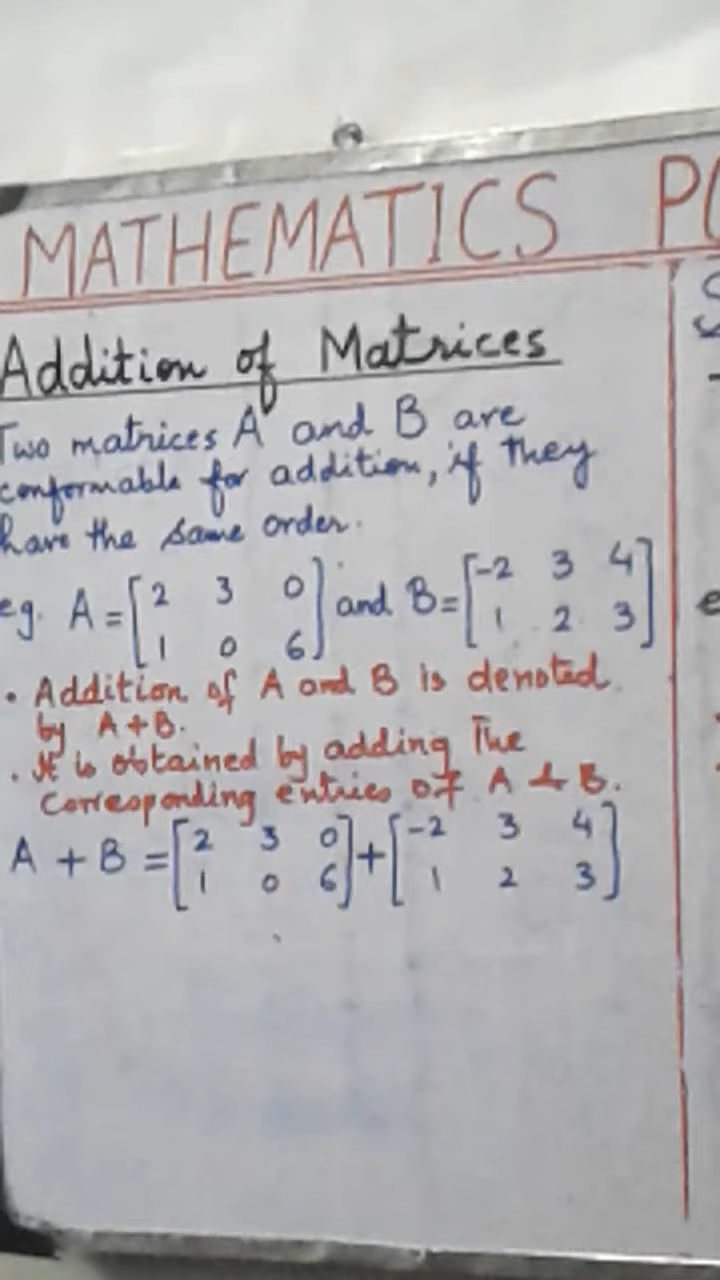 MATHEMATICS
Addition of Matrices
Two matrices A and B are
conformable for addition, if they
have the same order.
eg. A = [2 3 0 and B = [-2 3 4
1 0 6] 1 2 3]
• Addition of A and B is denoted
by A + B.
• It is obtained by adding The
corresponding entries of A & B.
A + B = [2 3 0 + [-2 3 4
1 0 6] 1 2 3]